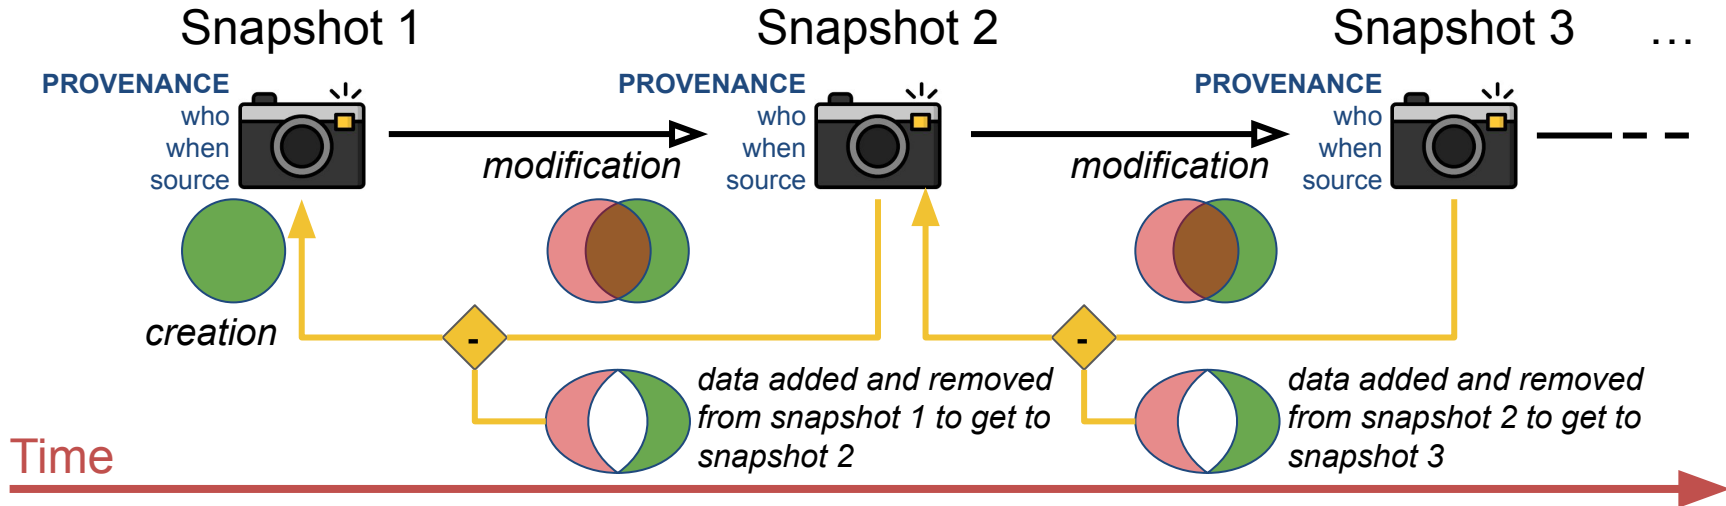 Snapshot 1
Snapshot 2
Snapshot 3
...
PROVENANCE
who
when
source
PROVENANCE
who
when
source
PROVENANCE
who
when
source
modification
modification
creation
-
-
data added and removed
from snapshot 1 to get to
snapshot 2
data added and removed
from snapshot 2 to get to
snapshot 3
Time